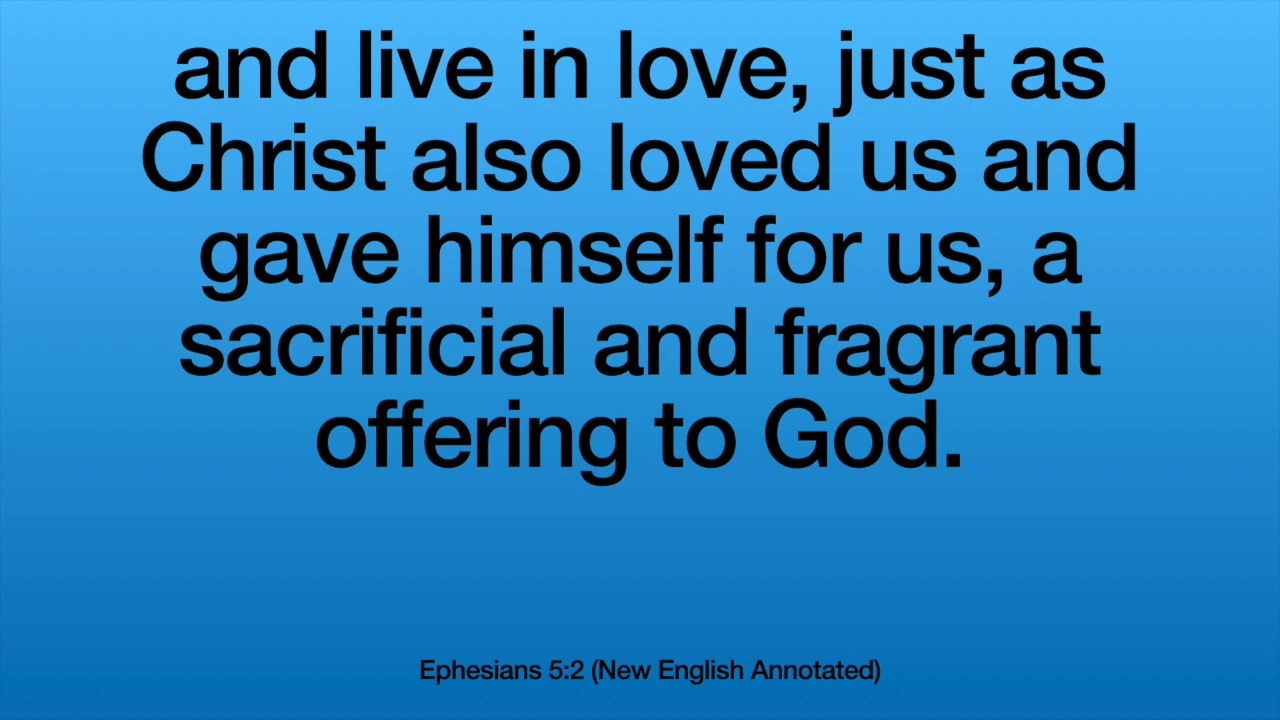 and live in love, just as
Christ also loved us and
gave himself for us, a
sacrificial and fragrant
offering to God.
Ephesians 5:2 (New English Annotated)